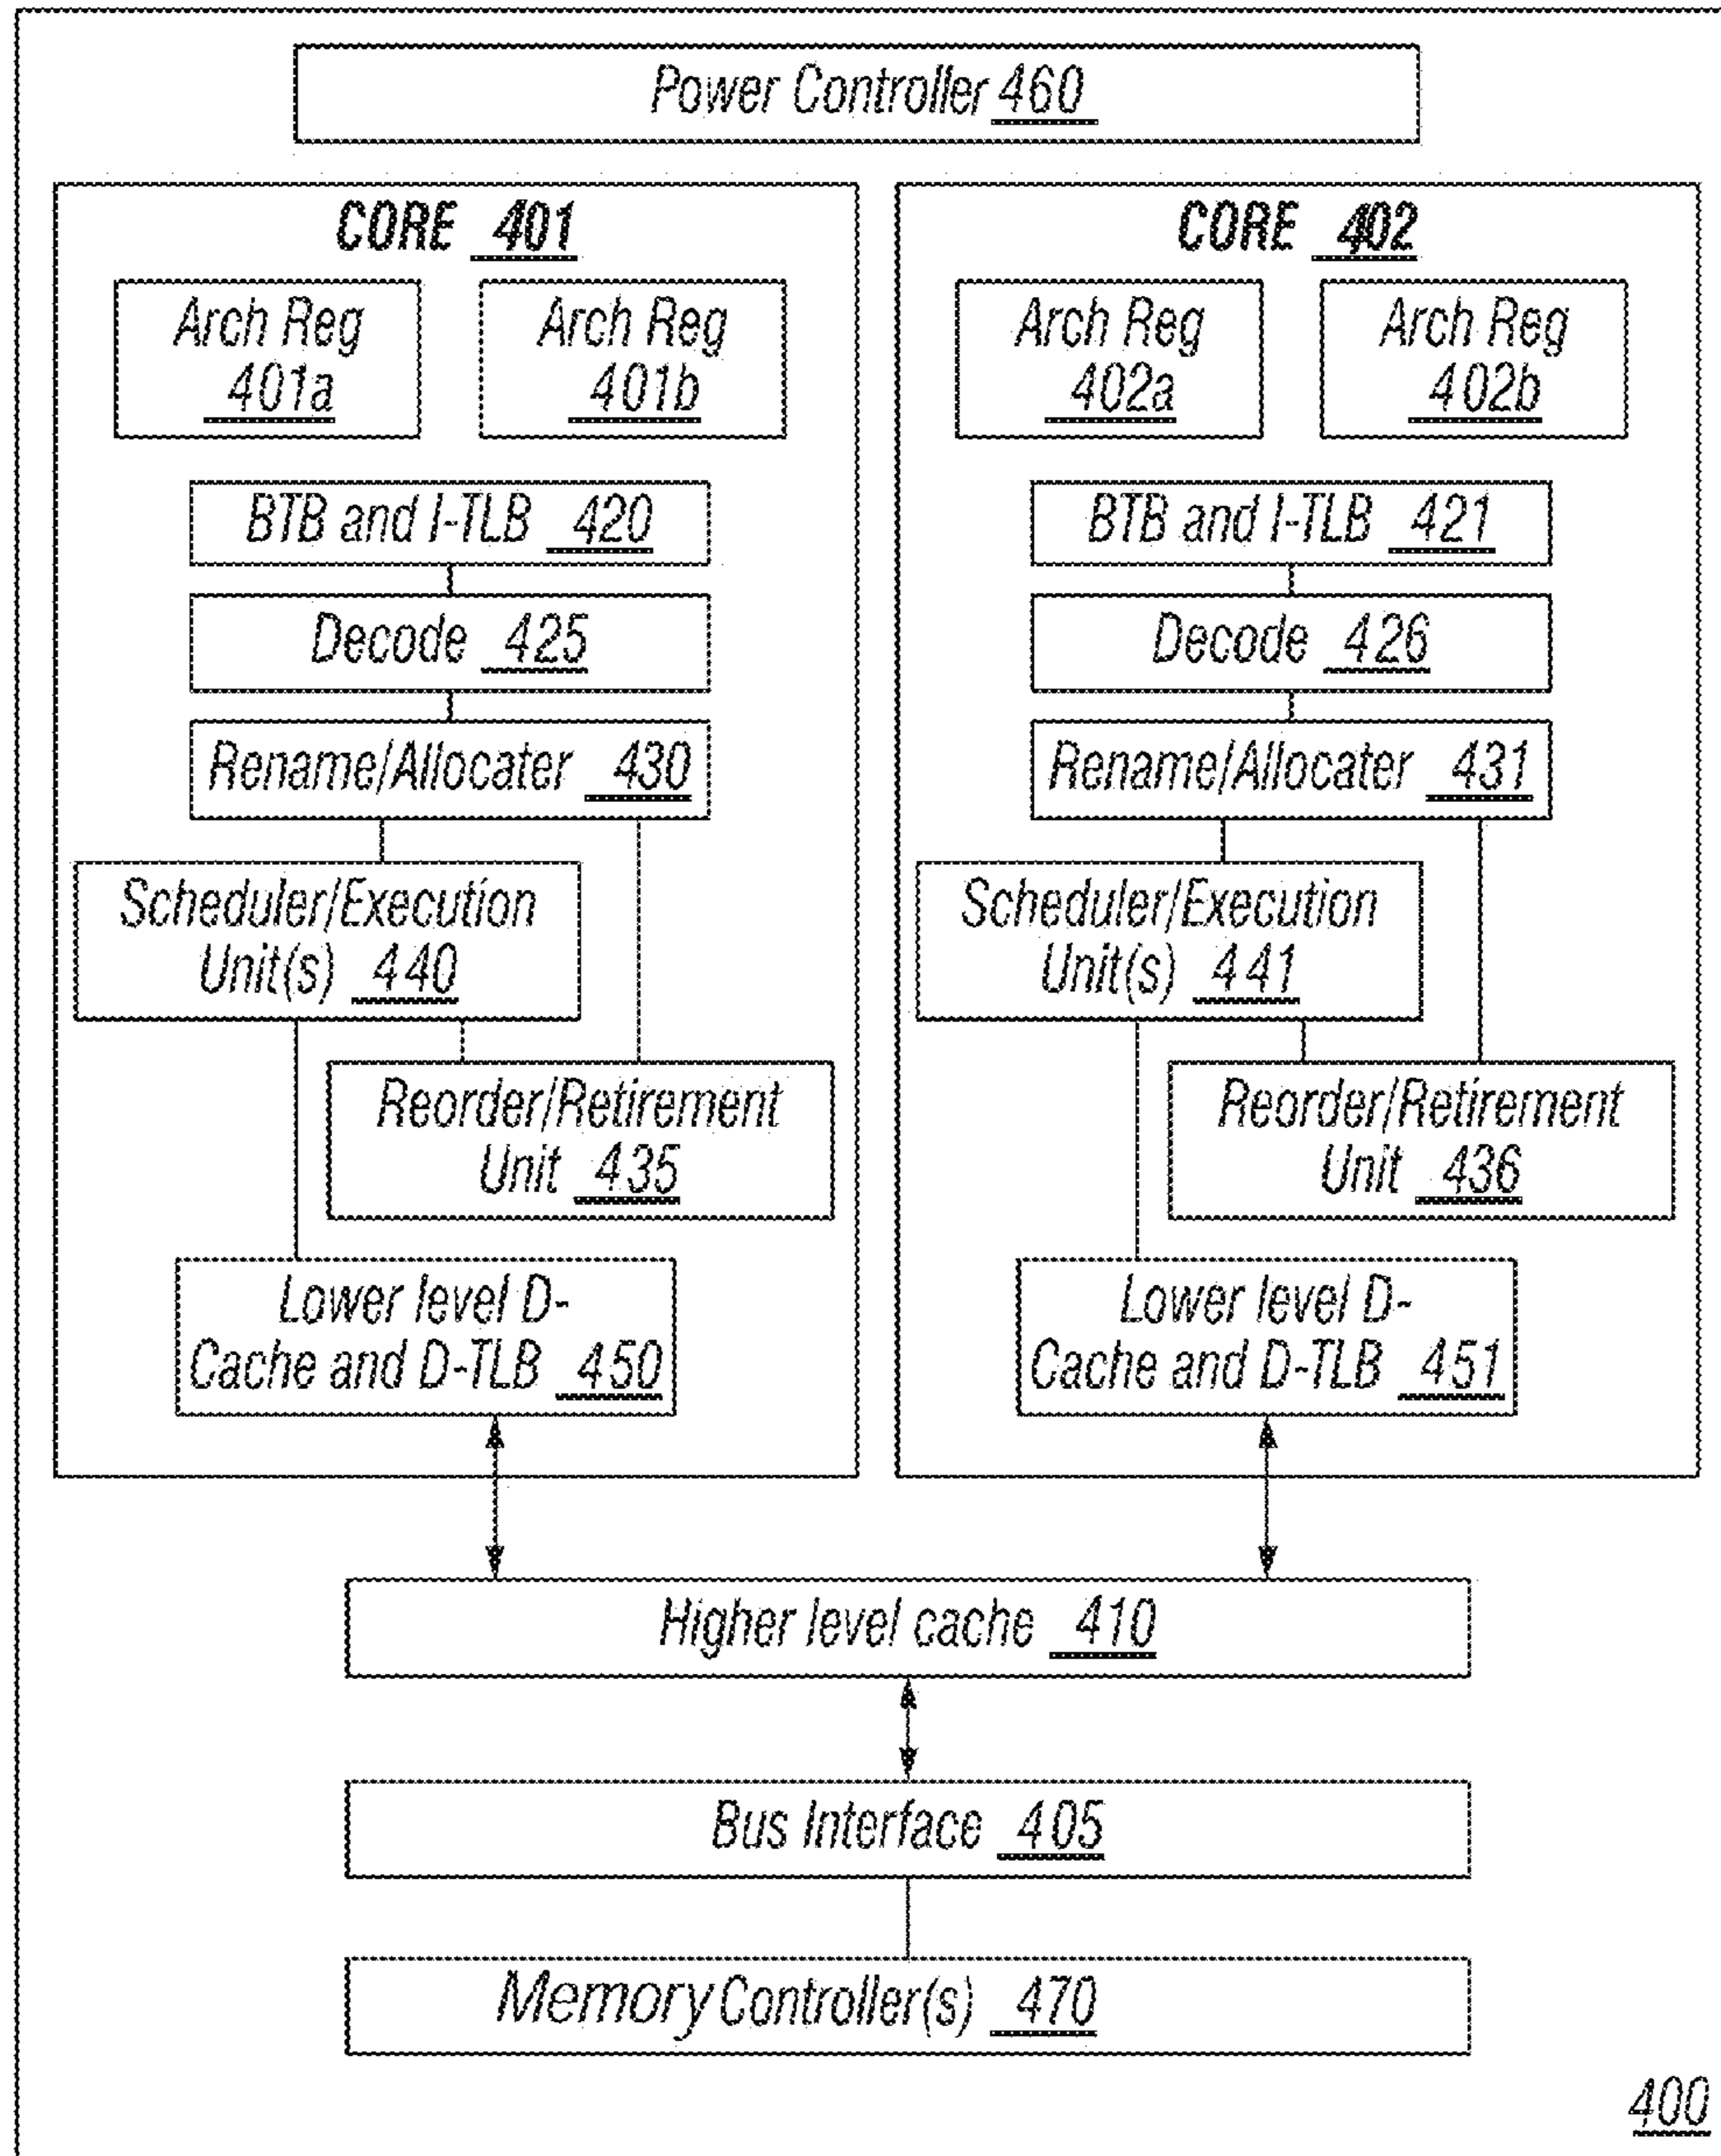 Power Controller 460
CORE 401
Arch Reg
401a
Arch Reg
401b
BTB and I-TLB 420
Decode 425
Rename/Allocater 430
Scheduler/Execution
Unit(s) 440
Reorder/Retirement
Unit 435
Lower level D-
Cache and D-TLB 450
CORE 402
Arch Reg
402a
Arch Reg
402b
BTB and I-TLB 421
Decode 426
Rename/Allocater 431
Scheduler/Execution
Unit(s) 441
Reorder/Retirement
Unit 436
Lower level D-
Cache and D-TLB 451
Higher level cache 410
Bus Interface 405
Memory Controller(s) 470
400